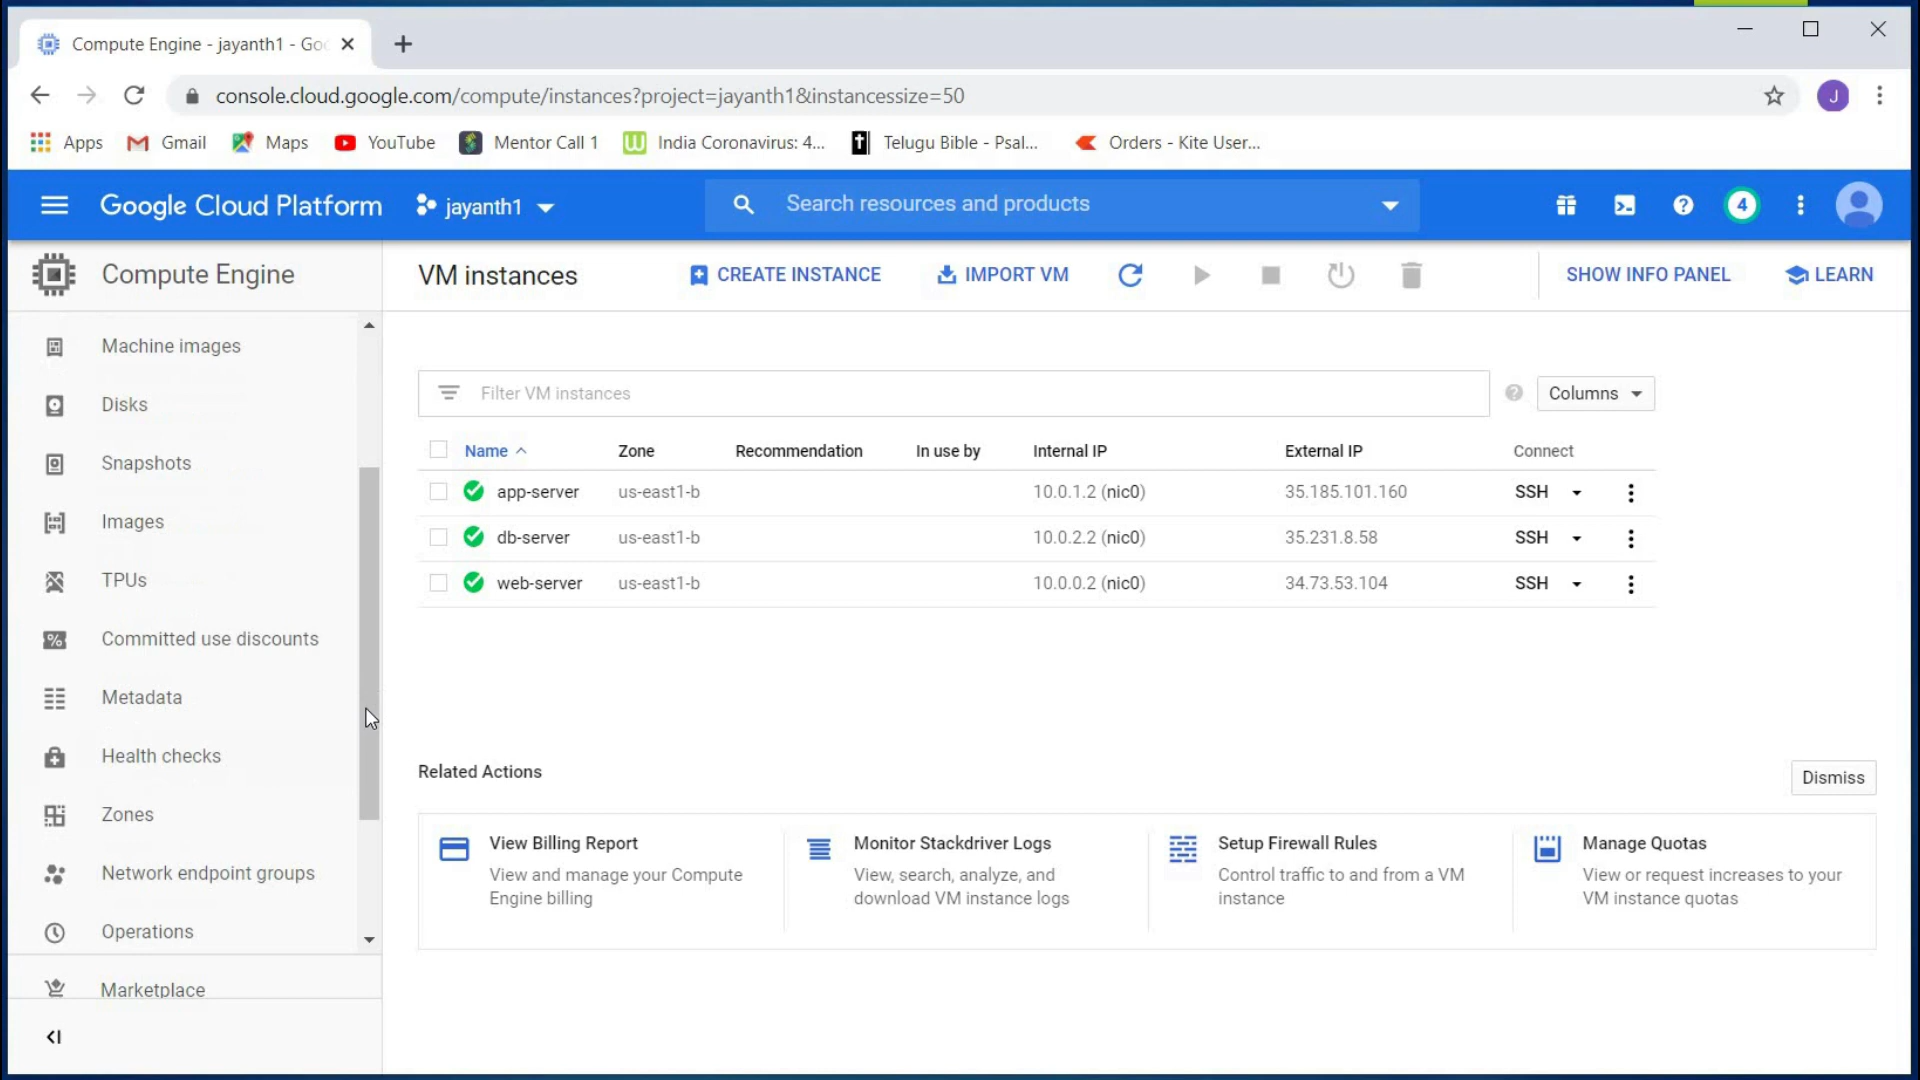 Compute Engine - jayanth1 - Goo
console.cloud.google.com/compute/instances?project=jayanth1&instancessize=50
J
Apps Gmail Maps YouTube Mentor Call 1 India Coronavirus: 4... Telugu Bible - Psal... Orders - Kite User...
Google Cloud Platform jayanth1 Search resources and products 4
Compute Engine
VM instances CREATE INSTANCE IMPORT VM SHOW INFO PANEL LEARN
Machine images
Disks
Snapshots
Images
TPUs
Committed use discounts
Metadata
Health checks
Zones
Network endpoint groups
Operations
Marketplace
Filter VM instances Columns
Name Zone Recommendation In use by Internal IP External IP Connect
app-server us-east1-b 10.0.1.2 (nic0) 35.185.101.160 SSH
db-server us-east1-b 10.0.2.2 (nic0) 35.231.8.58 SSH
web-server us-east1-b 10.0.0.2 (nic0) 34.73.53.104 SSH
Related Actions Dismiss
View Billing Report
View and manage your Compute
Engine billing
Monitor Stackdriver Logs
View, search, analyze, and
download VM instance logs
Setup Firewall Rules
Control traffic to and from a VM
instance
Manage Quotas
View or request increases to your
VM instance quotas